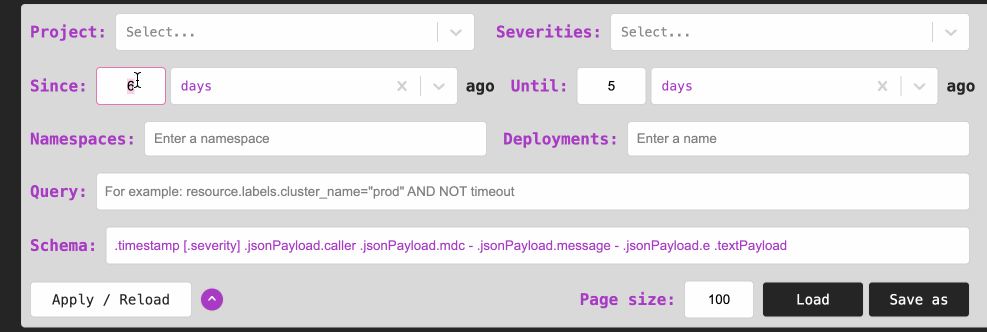 Project: Select... Severities: Select...
Since: 6 days ago Until: 5 days ago
Namespaces: Enter a namespace Deployments: Enter a name
Query: For example: resource.labels.cluster_name="prod" AND NOT timeout
Schema: .timestamp [.severity] .jsonPayload.caller .jsonPayload.mdc - .jsonPayload.message - .jsonPayload.e .textPayload
Apply / Reload Page size: 100 Load Save as